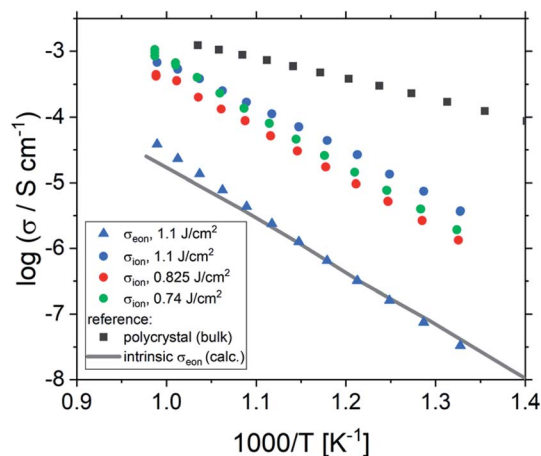 log (σ / S cm⁻¹)
-3
-4
-5
-6
-7
-8
σeon, 1.1 J/cm²
σion, 1.1 J/cm²
σion, 0.825 J/cm²
σion, 0.74 J/cm²
reference:
polycrystal (bulk)
intrinsic σeon (calc.)
0.9 1.0 1.1 1.2 1.3 1.4
1000/T [K⁻¹]